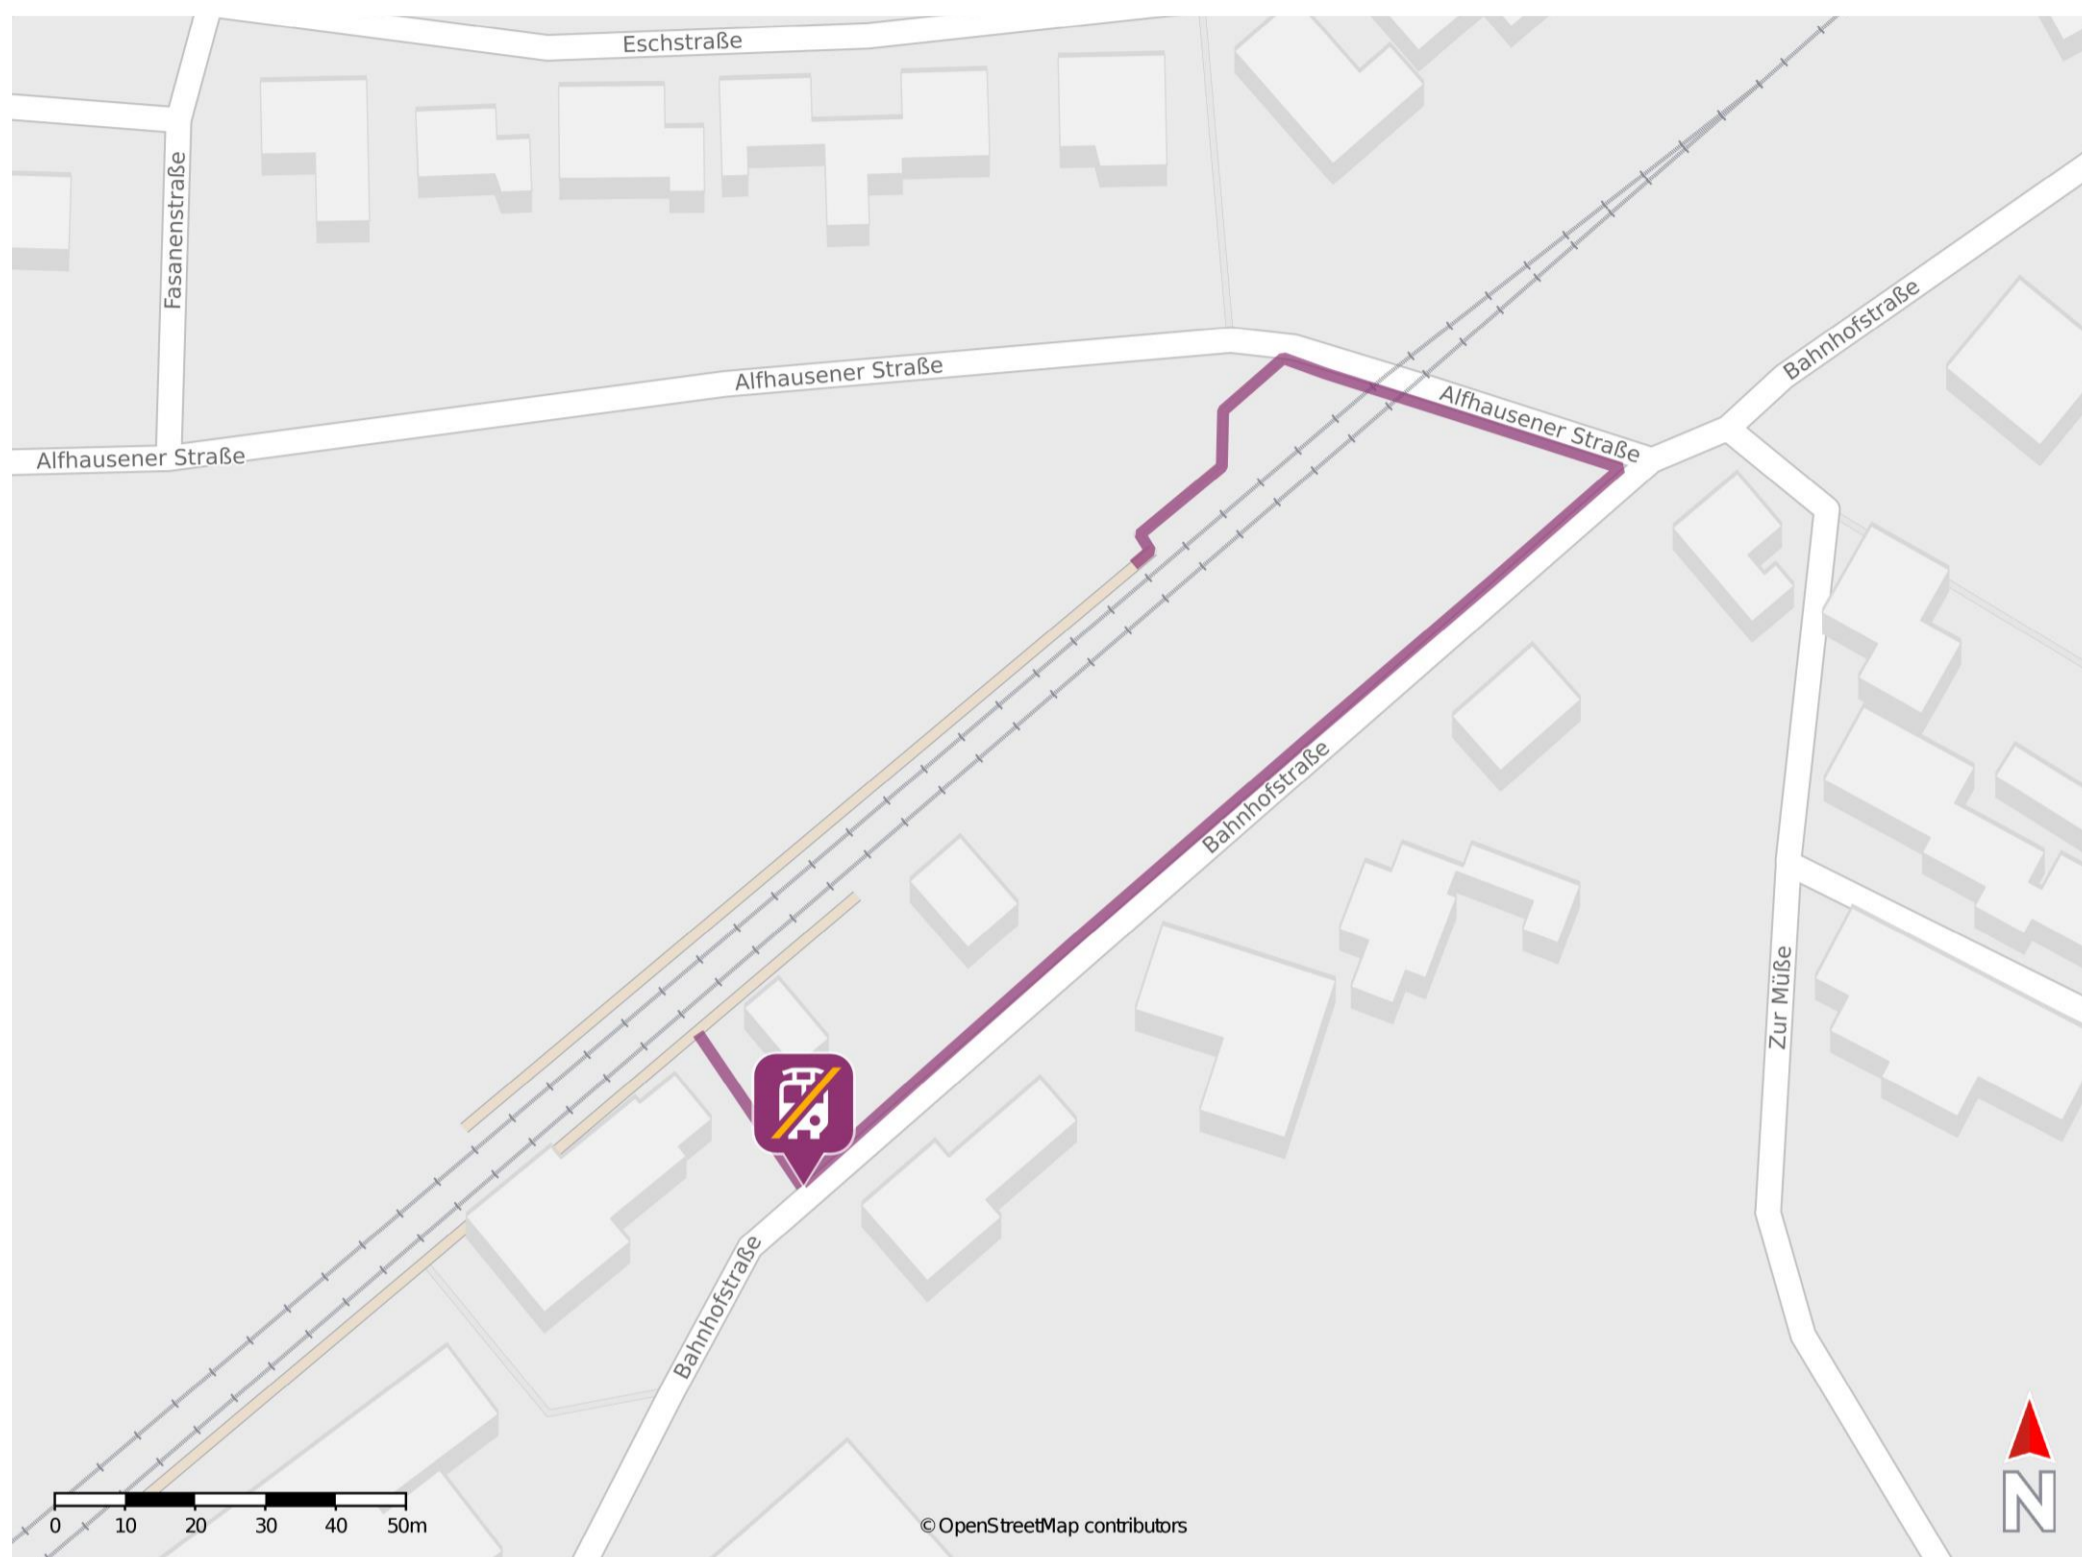 Eschstraße
Fasanenstraße
Bahnhofstraße
Alfhausener Straße
Alfhausener Straße
Alfhausener Straße
Bahnhofstraße
Zur Müße
Bahnhofstraße
N
0 10 20 30 40 50m
© OpenStreetMap contributors